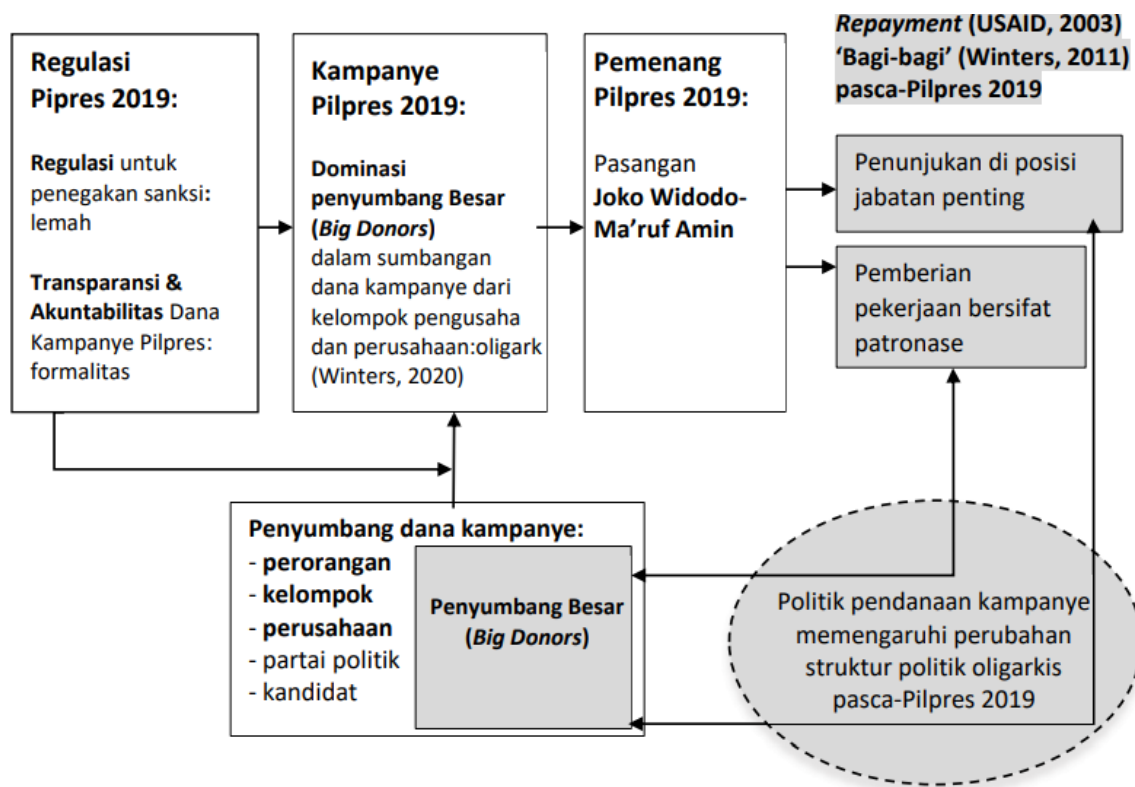 Regulasi
Pipres 2019:
Regulasi untuk
penegakan sanksi:
lemah
Transparansi &
Akuntabilitas Dana
Kampanye Pilpres:
formalitas
Kampanye
Pilpres 2019:
Dominasi
penyumbang Besar
(Big Donors)
dalam sumbangan
dana kampanye dari
kelompok pengusaha
dan perusahaan:oligark
(Winters, 2020)
Pemenang
Pilpres 2019:
Pasangan
Joko Widodo-
Ma’ruf Amin
Repayment (USAID, 2003)
‘Bagi-bagi’ (Winters, 2011)
pasca-Pilpres 2019
Penunjukan di posisi
jabatan penting
Pemberian
pekerjaan bersifat
patronase
Penyumbang dana kampanye:
- perorangan
- kelompok
- perusahaan
- partai politik
- kandidat
Penyumbang Besar
(Big Donors)
Politik pendanaan kampanye
memengaruhi perubahan
struktur politik oligarkis
pasca-Pilpres 2019